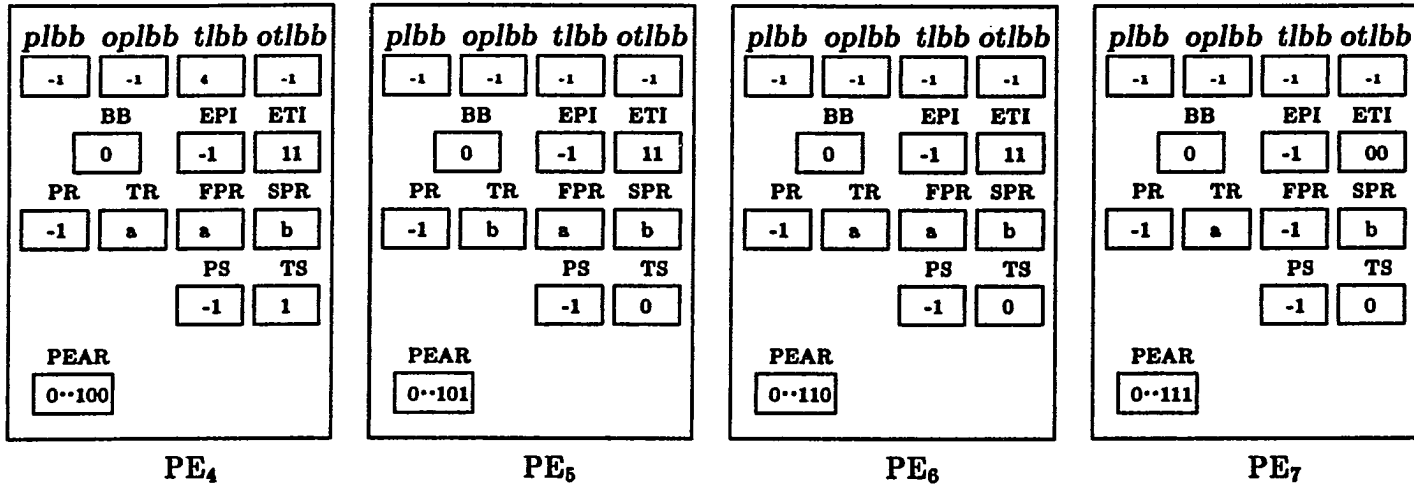 plbb oplbb tlbb otlbb plbb oplbb tlbb otlbb plbb oplbb tlbb otlbb plbb oplbb tlbb otlbb
-1 -1 4 -1 -1 -1 -1 -1 -1 -1 -1 -1 -1 -1 -1 -1
BB EPI ETI BB EPI ETI BB EPI ETI BB EPI ETI
0 -1 11 0 -1 11 0 -1 11 0 -1 00
PR TR FPR SPR PR TR FPR SPR PR TR FPR SPR PR TR FPR SPR
-1 a a b -1 b a b -1 a a b -1 a -1 b
PS TS PS TS PS TS PS TS
-1 1 -1 0 -1 0 -1 0
PEAR PEAR PEAR PEAR
0··100 0··101 0··110 0··111
PE₄ PE₅ PE₆ PE₇